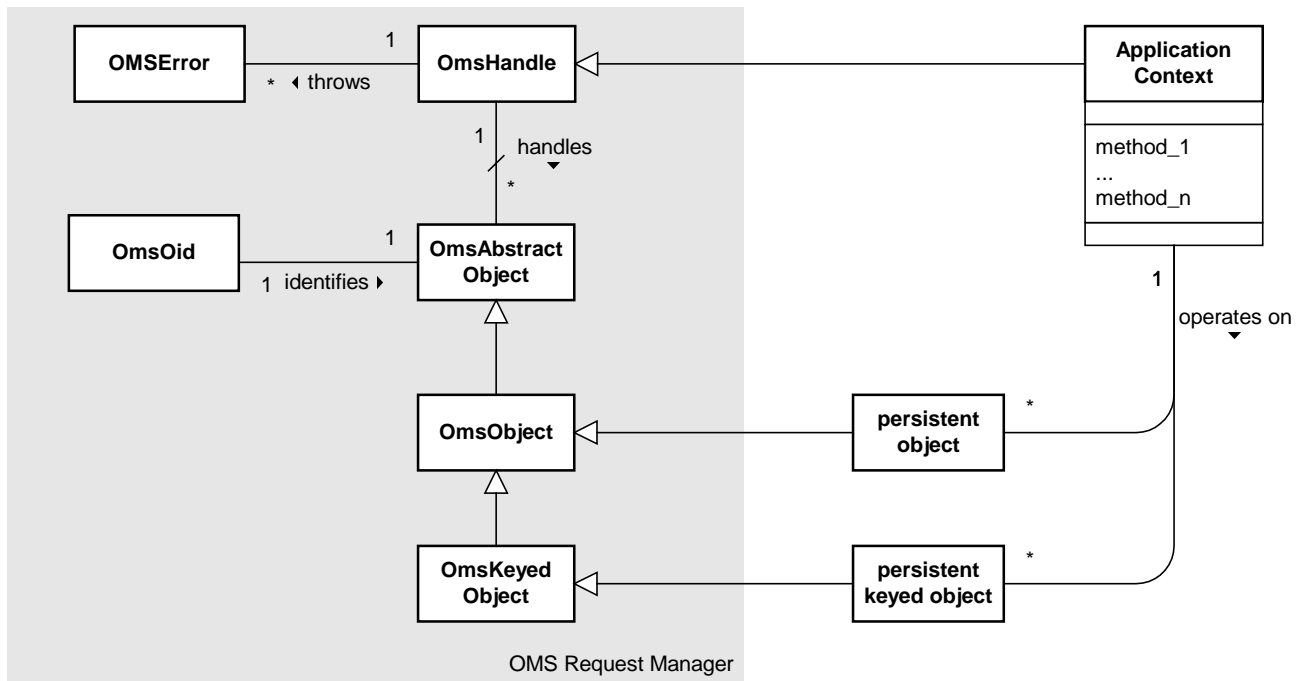 OMSError
1
* throws
OmsHandle
Application
Context
method_1
...
method_n
1
handles
*
OmsOid
1
1 identifies
OmsAbstract
Object
1
operates on
OmsObject
persistent
object
*
OmsKeyed
Object
persistent
keyed object
*
OMS Request Manager